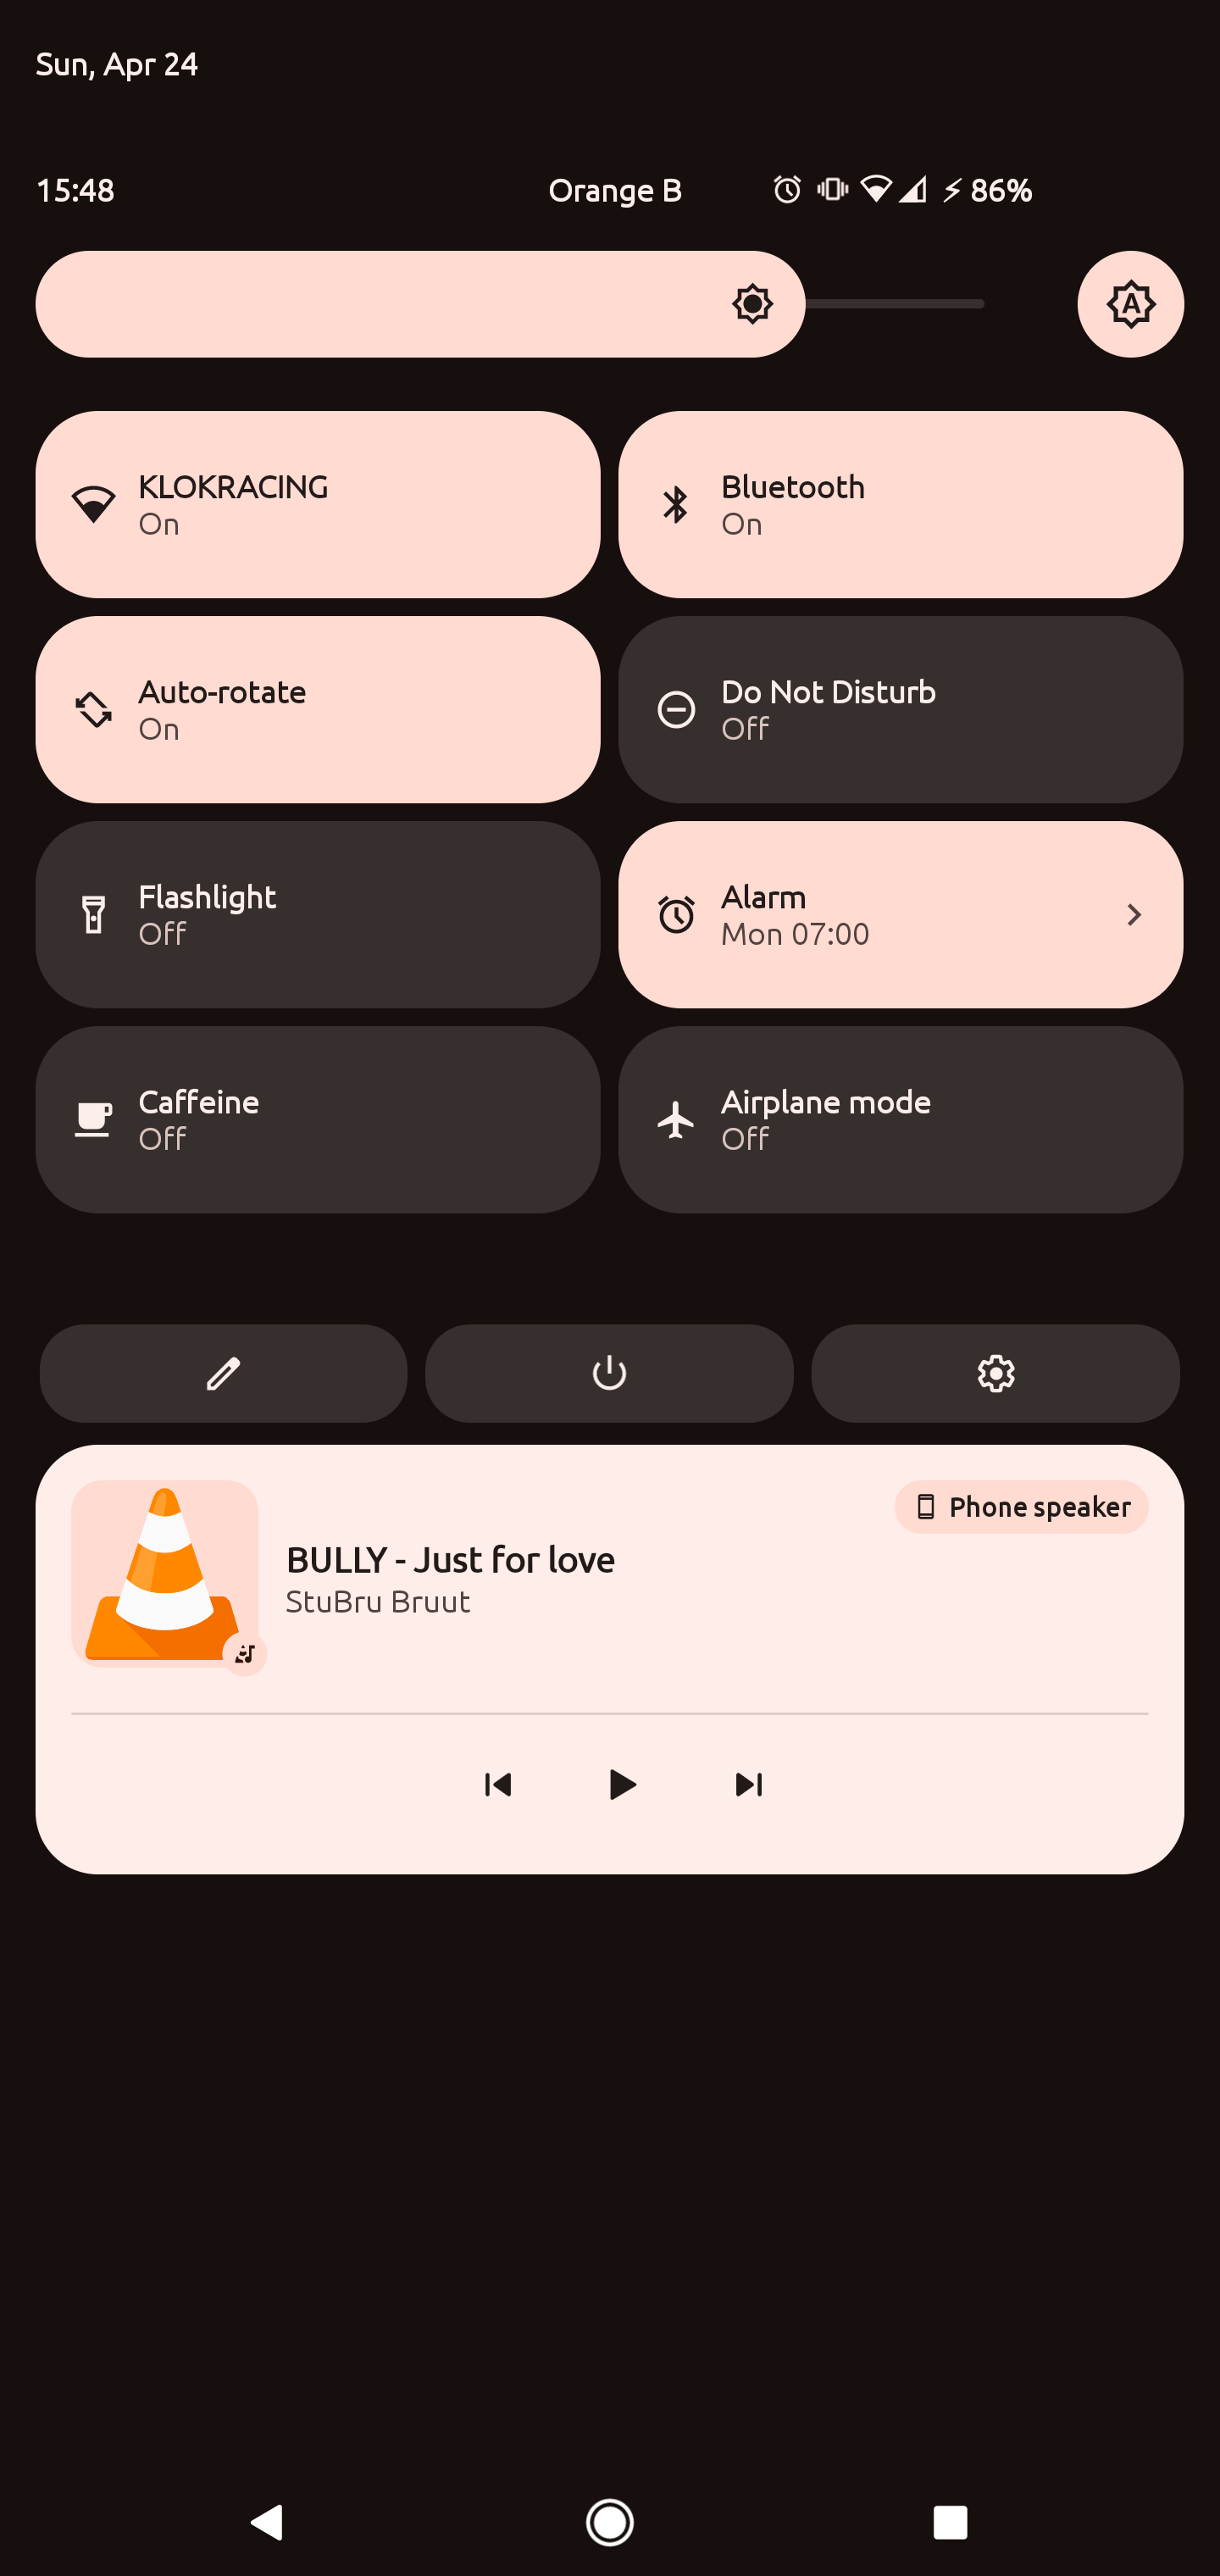 Sun, Apr 24
15:48 Orange B 86%
A
KLOKRACING
On
Bluetooth
On
Auto-rotate
On
Do Not Disturb
Off
Flashlight
Off
Alarm
Mon 07:00
Caffeine
Off
Airplane mode
Off
Phone speaker
BULLY - Just for love
StuBru Bruut